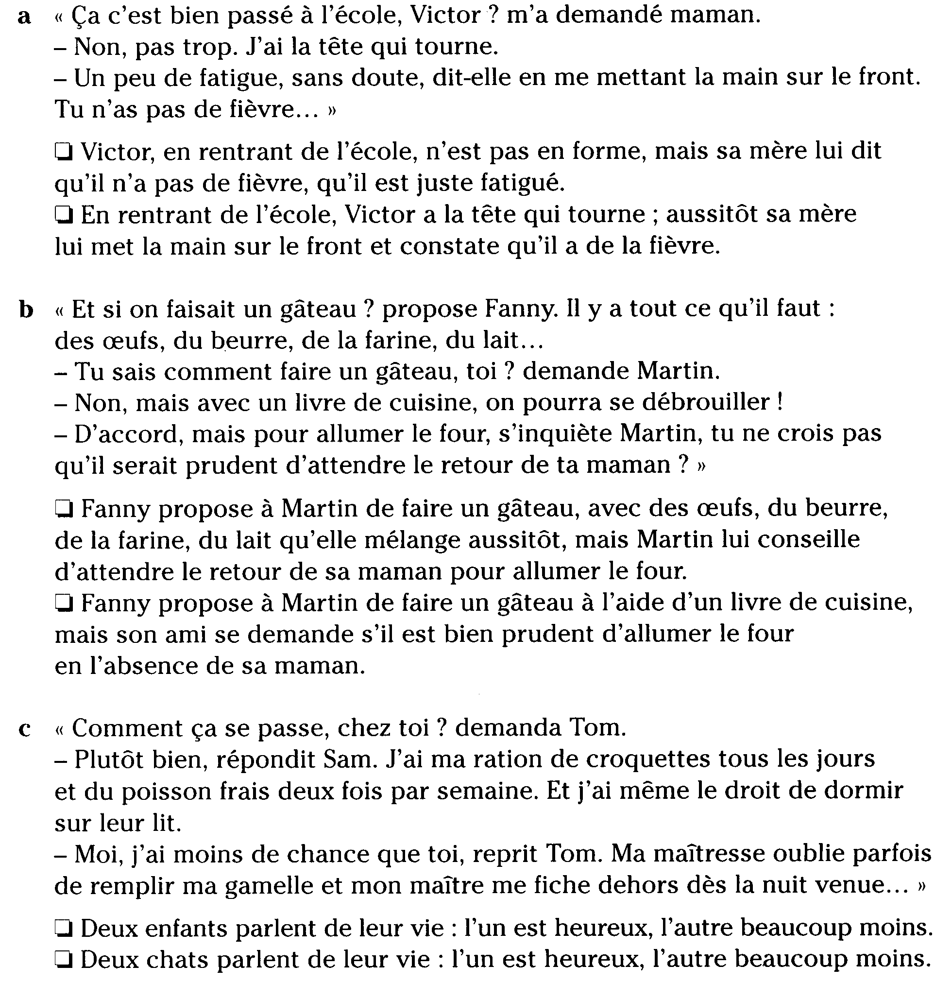 a « Ça c'est bien passé à l'école, Victor ? m'a demandé maman.
– Non, pas trop. J'ai la tête qui tourne.
– Un peu de fatigue, sans doute, dit-elle en me mettant la main sur le front.
Tu n'as pas de fièvre... »
❏ Victor, en rentrant de l'école, n'est pas en forme, mais sa mère lui dit
qu'il n'a pas de fièvre, qu'il est juste fatigué.
❏ En rentrant de l'école, Victor a la tête qui tourne ; aussitôt sa mère
lui met la main sur le front et constate qu'il a de la fièvre.
b « Et si on faisait un gâteau ? propose Fanny. Il y a tout ce qu'il faut :
des œufs, du beurre, de la farine, du lait...
– Tu sais comment faire un gâteau, toi ? demande Martin.
– Non, mais avec un livre de cuisine, on pourra se débrouiller !
– D'accord, mais pour allumer le four, s'inquiète Martin, tu ne crois pas
qu'il serait prudent d'attendre le retour de ta maman ? »
❏ Fanny propose à Martin de faire un gâteau, avec des œufs, du beurre,
de la farine, du lait qu'elle mélange aussitôt, mais Martin lui conseille
d'attendre le retour de sa maman pour allumer le four.
❏ Fanny propose à Martin de faire un gâteau à l'aide d'un livre de cuisine,
mais son ami se demande s'il est bien prudent d'allumer le four
en l'absence de sa maman.
c « Comment ça se passe, chez toi ? demanda Tom.
– Plutôt bien, répondit Sam. J'ai ma ration de croquettes tous les jours
et du poisson frais deux fois par semaine. Et j'ai même le droit de dormir
sur leur lit.
– Moi, j'ai moins de chance que toi, reprit Tom. Ma maîtresse oublie parfois
de remplir ma gamelle et mon maître me fiche dehors dès la nuit venue... »
❏ Deux enfants parlent de leur vie : l'un est heureux, l'autre beaucoup moins.
❏ Deux chats parlent de leur vie : l'un est heureux, l'autre beaucoup moins.